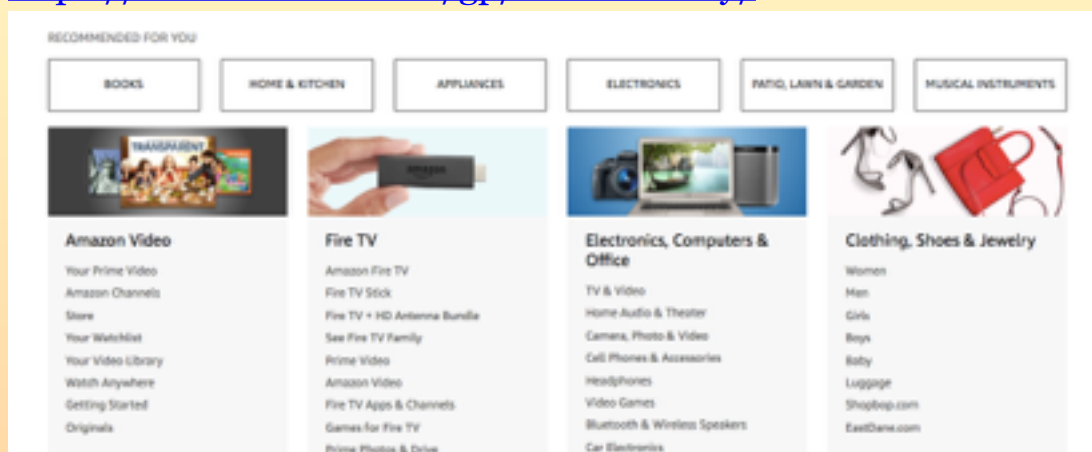 RECOMMENDED FOR YOU
BOOKS
HOME & KITCHEN
APPLIANCES
ELECTRONICS
PATIO, LAWN & GARDEN
MUSICAL INSTRUMENTS
TRANSPARENT
amazon
Amazon Video
Your Prime Video
Amazon Channels
Store
Your Watchlist
Your Video Library
Watch Anywhere
Getting Started
Originals
Fire TV
Amazon Fire TV
Fire TV Stick
Fire TV + HD Antenna Bundle
See Fire TV Family
Prime Video
Amazon Video
Fire TV Apps & Channels
Games for Fire TV
Prime Photos & Drive
Electronics, Computers &
Office
TV & Video
Home Audio & Theater
Camera, Photo & Video
Cell Phones & Accessories
Headphones
Video Games
Bluetooth & Wireless Speakers
Car Electronics
Clothing, Shoes & Jewelry
Women
Men
Girls
Boys
Baby
Luggage
Shopbop.com
EastDane.com